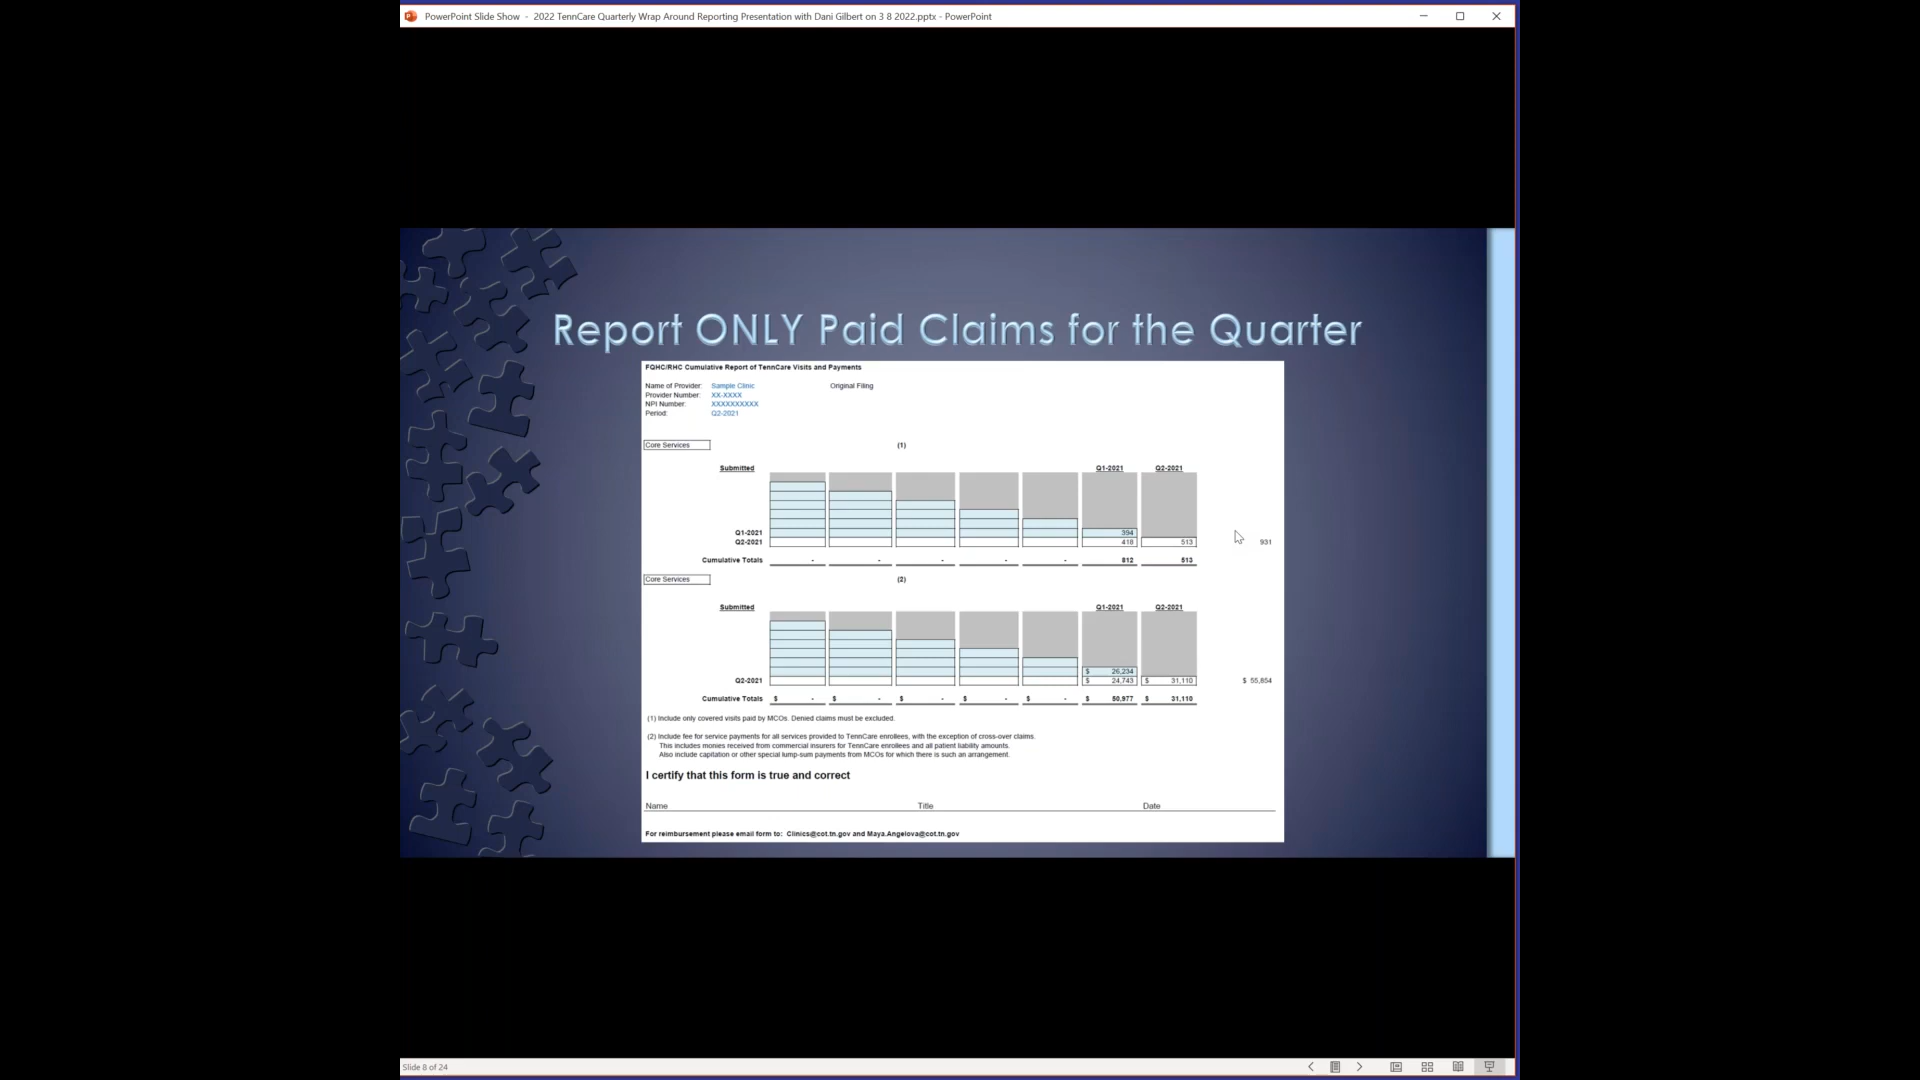 PowerPoint Slide Show - 2022 TennCare Quarterly Wrap Around Reporting Presentation with Dani Gilbert on 3 8 2022.pptx - PowerPoint
Report ONLY Paid Claims for the Quarter
FQHC/RHC Cumulative Report of TennCare Visits and Payments
Name of Provider: Sample Clinic Original Filing
Provider Number: XX-XXXX
NPI Number: XXXXXXXXXX
Period: Q2-2021
Core Services (1)
Submitted Q1-2021 Q2-2021
Q1-2021 394
Q2-2021 418 513 931
Cumulative Totals - - - - - 812 513
Core Services (2)
Submitted Q1-2021 Q2-2021
$ 26,234
Q2-2021 $ 24,743 $ 31,110 $ 55,854
Cumulative Totals $ - $ - $ - $ - $ - $ 50,977 $ 31,110
(1) Include only covered visits paid by MCOs. Denied claims must be excluded.
(2) Include fee for service payments for all services provided to TennCare enrollees, with the exception of cross-over claims.
This includes monies received from commercial insurers for TennCare enrollees and all patient liability amounts.
Also include capitation or other special lump-sum payments from MCOs for which there is such an arrangement.
I certify that this form is true and correct
Name Title Date
For reimbursement please email form to: Clinics@cot.tn.gov and Maya.Angelova@cot.tn.gov
Slide 8 of 24